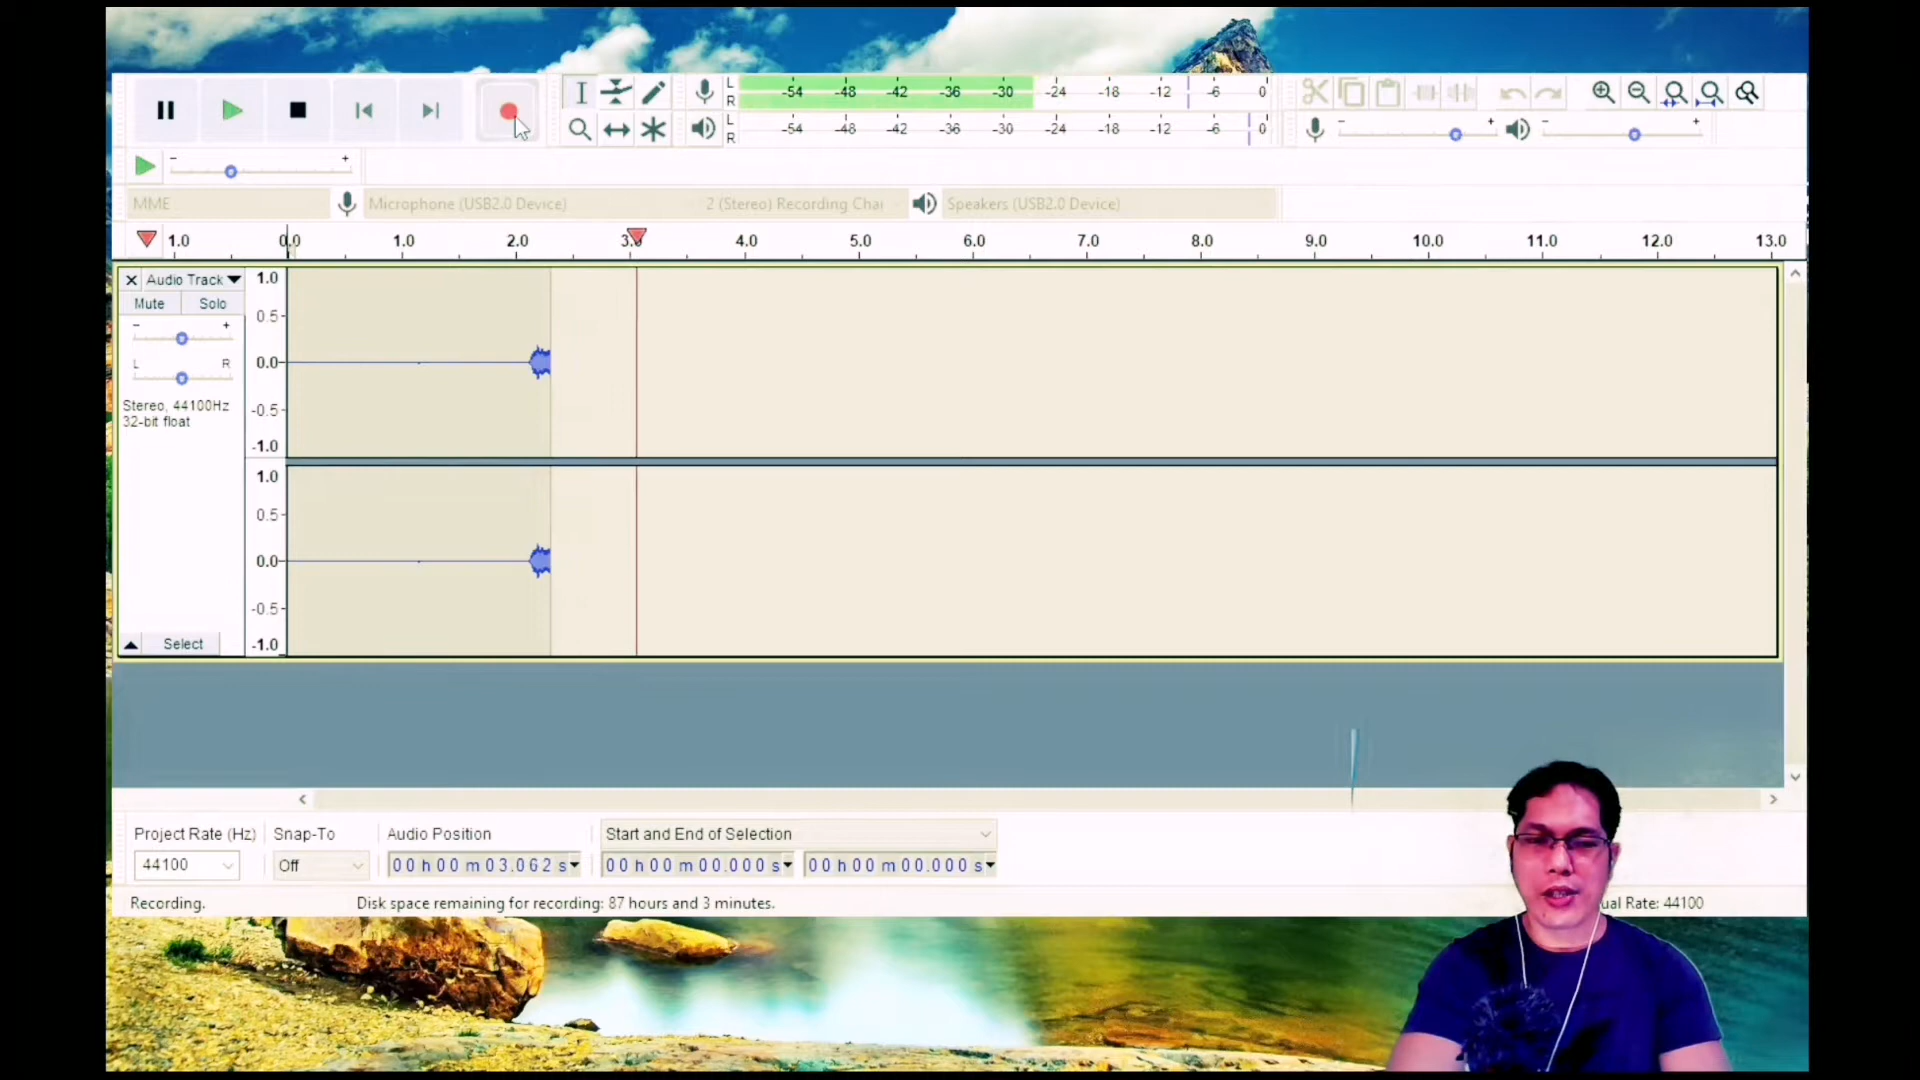 L
R
-54 -48 -42 -36 -30 -24 -18 -12 -6 0
L
R
-54 -48 -42 -36 -30 -24 -18 -12 -6 0
- +
- +
- +
MME
Microphone (USB2.0 Device)
2 (Stereo) Recording Chai
Speakers (USB2.0 Device)
1.0 0.0 1.0 2.0 3.0 4.0 5.0 6.0 7.0 8.0 9.0 10.0 11.0 12.0 13.0
Audio Track
Mute Solo
- +
L R
Stereo, 44100Hz
32-bit float
Select
1.0
0.5-
0.0-
-0.5-
-1.0
1.0
0.5-
0.0-
-0.5-
-1.0
Project Rate (Hz) Snap-To Audio Position Start and End of Selection
44100 Off 00 h 00 m 03.062 s 00 h 00 m 00.000 s 00 h 00 m 00.000 s
Recording. Disk space remaining for recording: 87 hours and 3 minutes. ual Rate: 44100